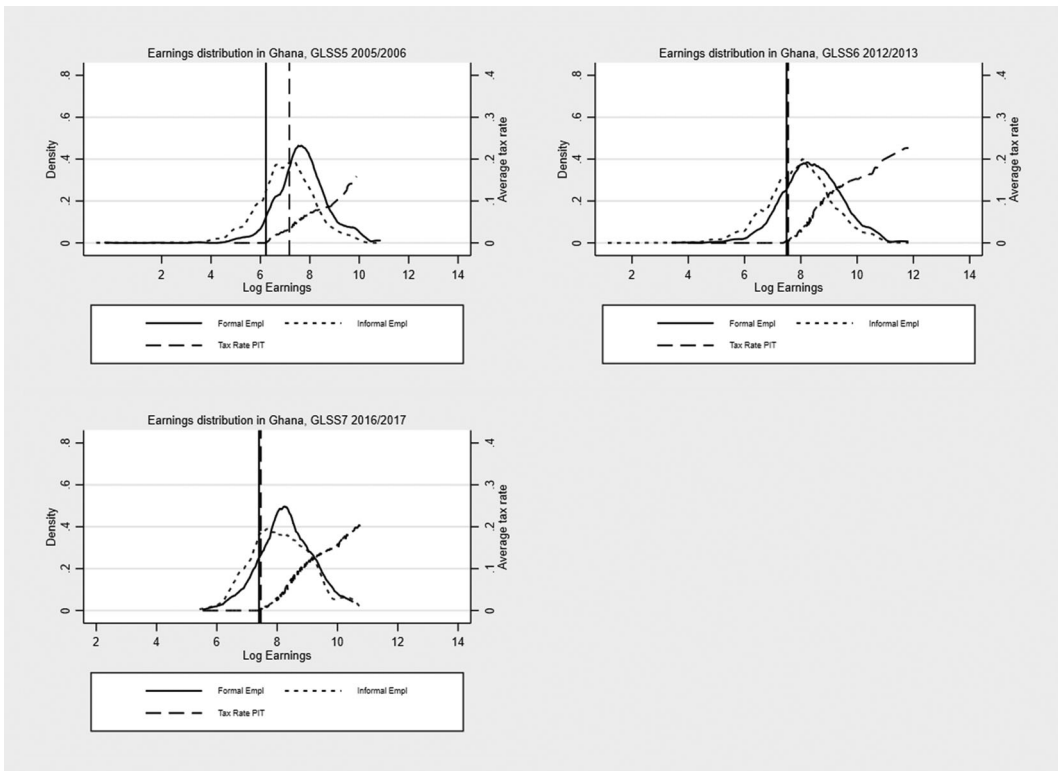 Earnings distribution in Ghana, GLSS5 2005/2006
.8 .6 .4 .2 0
Density
.4 .3 .2 .1 0
Average tax rate
2 4 6 8 10 12 14
Log Earnings
Formal Empl Informal Empl
Tax Rate PIT
Earnings distribution in Ghana, GLSS6 2012/2013
.8 .6 .4 .2 0
Density
.4 .3 .2 .1 0
Average tax rate
2 4 6 8 10 12 14
Log Earnings
Formal Empl Informal Empl
Tax Rate PIT
Earnings distribution in Ghana, GLSS7 2016/2017
.8 .6 .4 .2 0
Density
.4 .3 .2 .1 0
Average tax rate
2 4 6 8 10 12 14
Log Earnings
Formal Empl Informal Empl
Tax Rate PIT